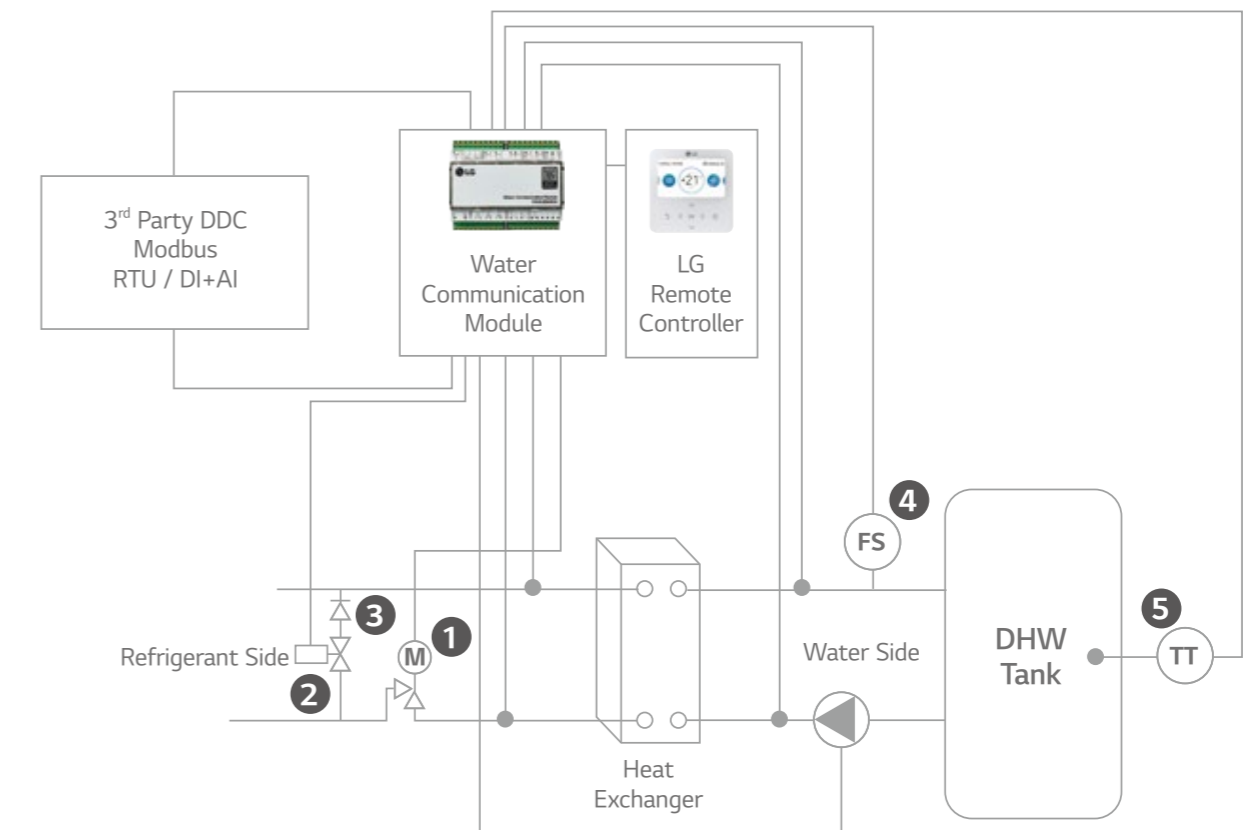 3rd Party DDC
Modbus
RTU / DI+AI
LG
Water
Communication
Module
LG
Remote
Controller
4
FS
3
1
M
Refrigerant Side
2
Water Side
DHW
Tank
5
TT
Heat
Exchanger